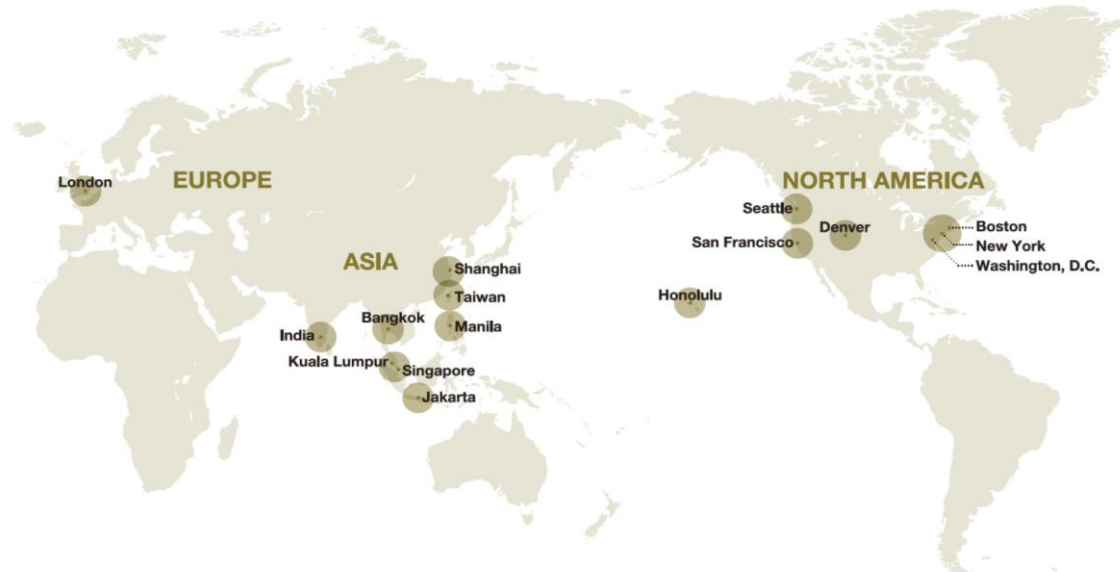 London
EUROPE
NORTH AMERICA
Seattle
Denver
Boston
San Francisco
New York
Washington, D.C.
ASIA
Shanghai
Taiwan
Honolulu
Bangkok
Manila
India
Kuala Lumpur
Singapore
Jakarta